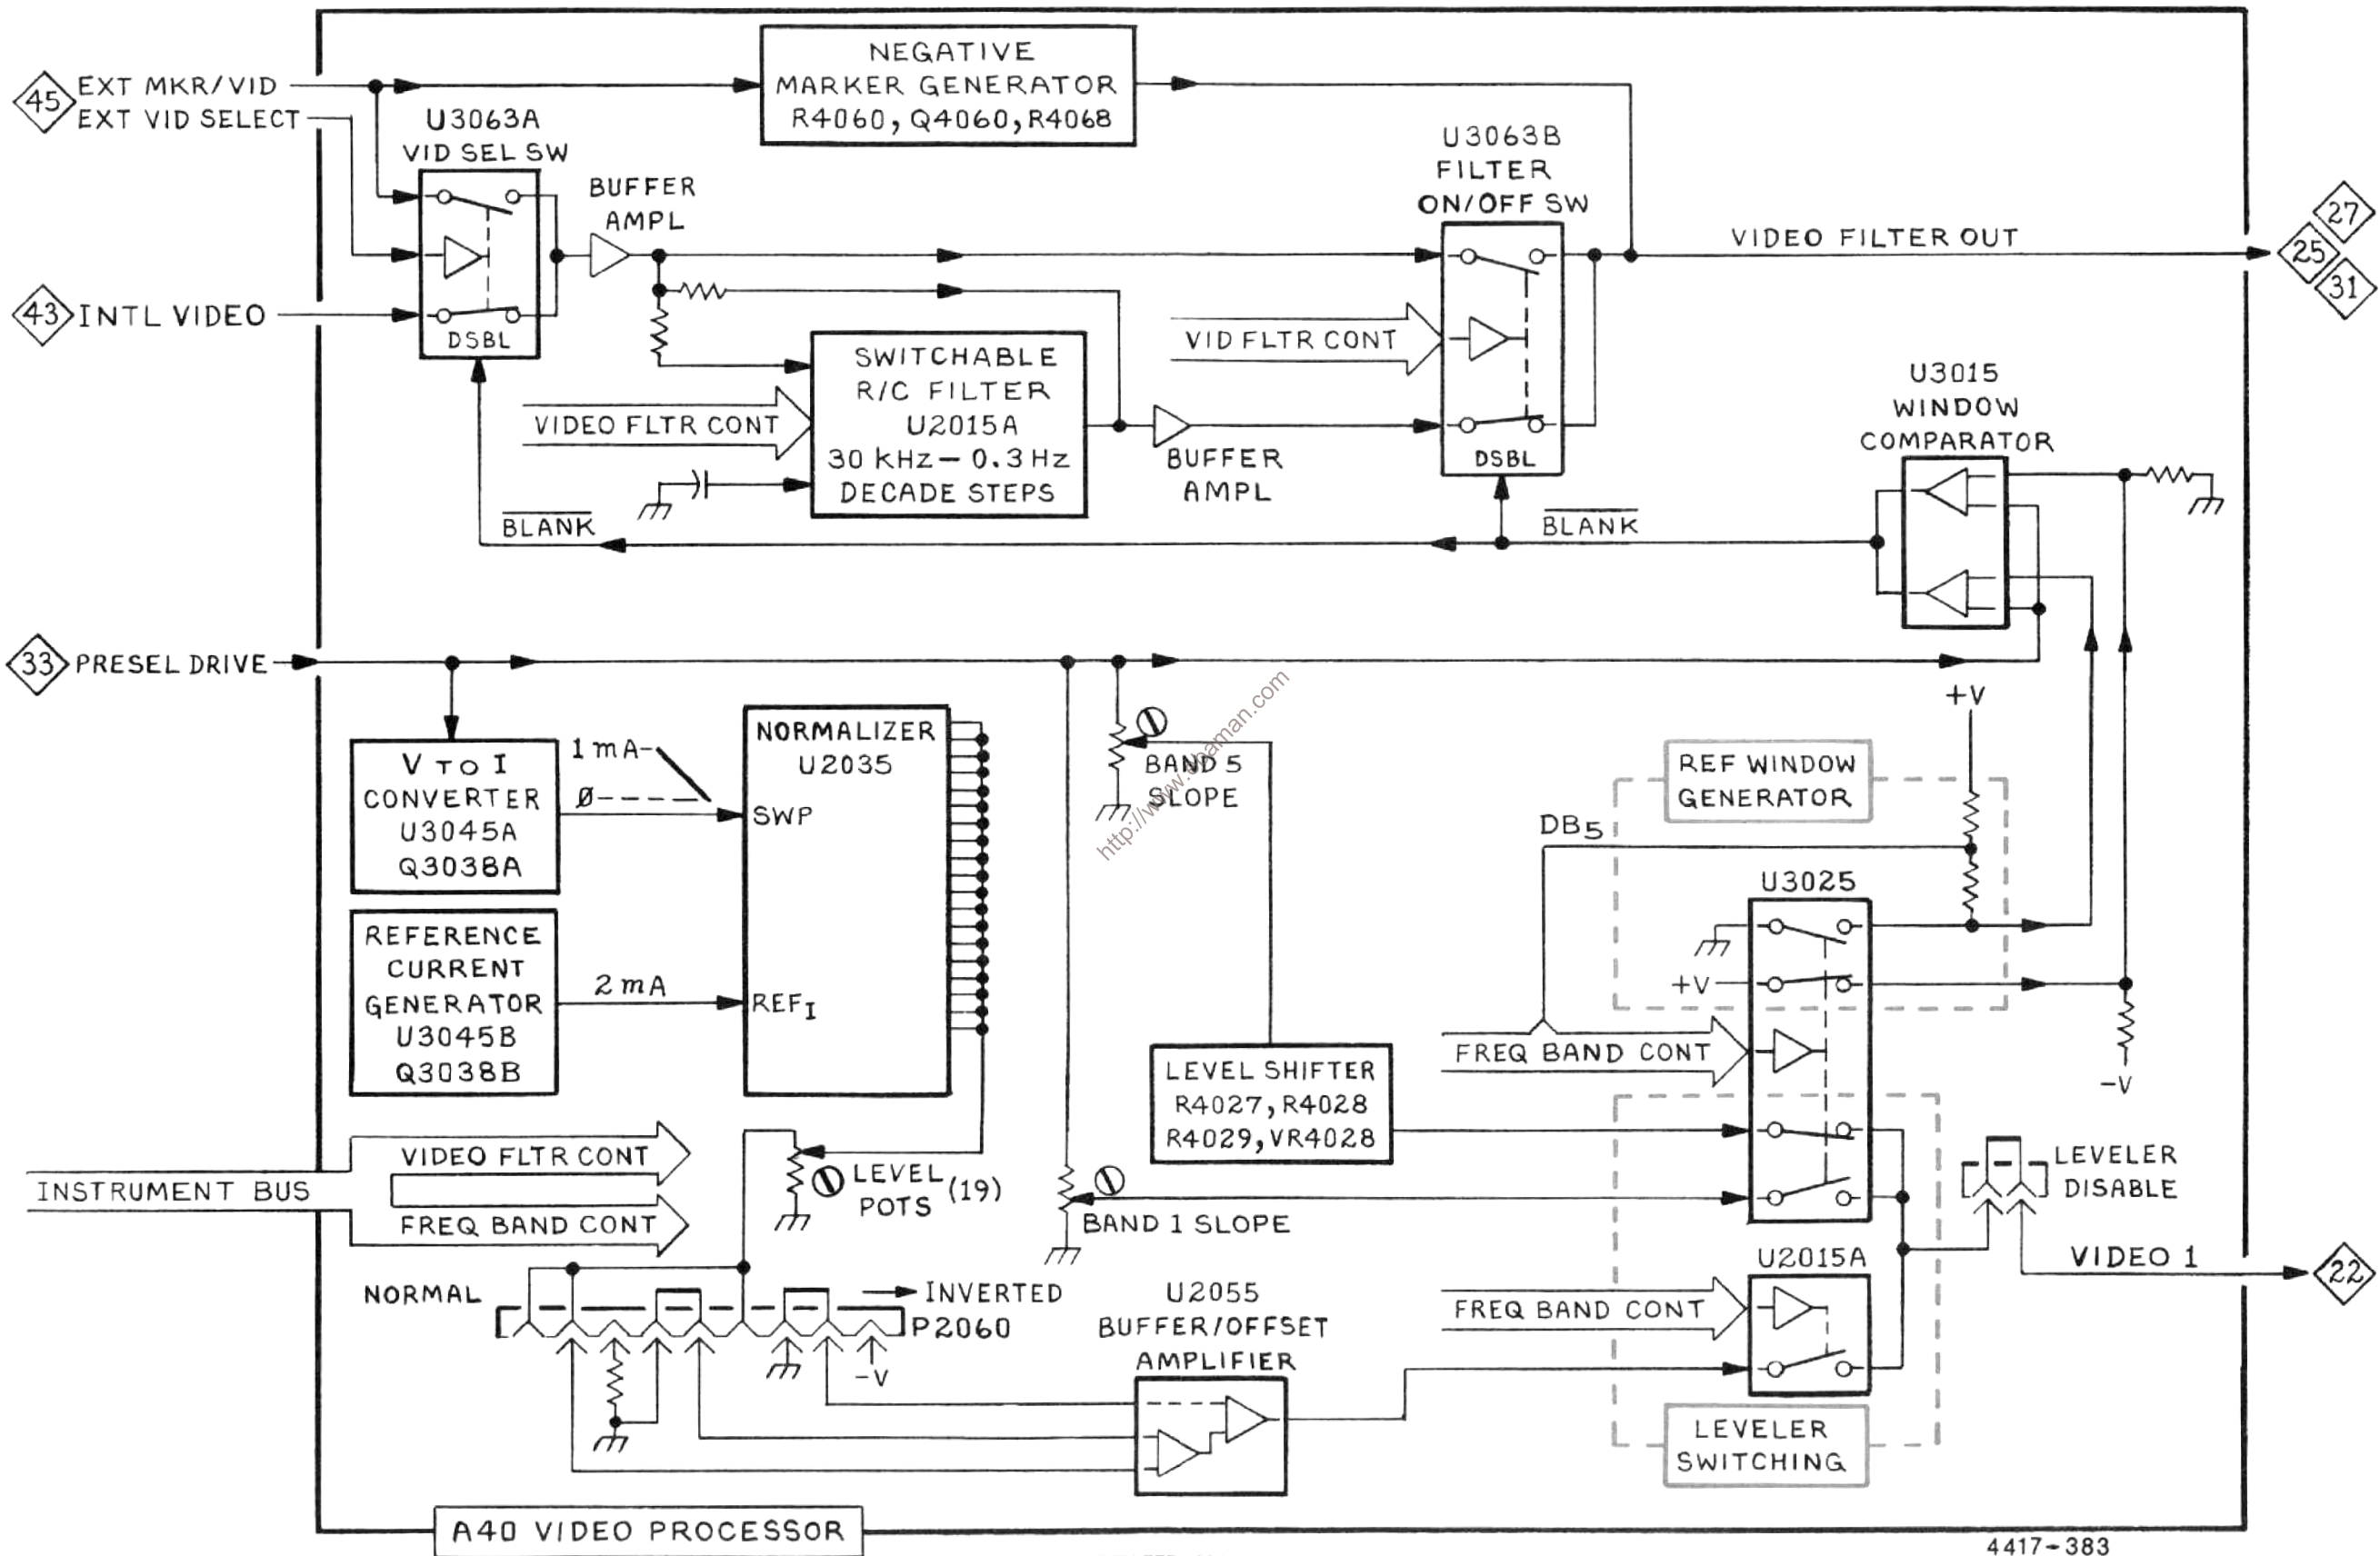 NEGATIVE
MARKER GENERATOR
R4060, Q4060, R4068
45
EXT MKR/VID
EXT VID SELECT
U3063A
VID SEL SW
BUFFER
AMPL
U3063B
FILTER
ON/OFF SW
VIDEO FILTER OUT
27
25
31
43
INTL VIDEO
DSBL
SWITCHABLE
R/C FILTER
U2015A
30 kHz – 0.3 Hz
DECADE STEPS
VIDEO FLTR CONT
VID FLTR CONT
BUFFER
AMPL
DSBL
U3015
WINDOW
COMPARATOR
BLANK
BLANK
33
PRESEL DRIVE
V TO I
CONVERTER
U3045A
Q3038A
1 mA
Ø
NORMALIZER
U2035
SWP
REFI
REFERENCE
CURRENT
GENERATOR
U3045B
Q3038B
2 mA
BAND 5
SLOPE
http://www.
man.com
+V
REF WINDOW
GENERATOR
DB5
U3025
+V
FREQ BAND CONT
-V
LEVEL SHIFTER
R4027, R4028
R4029, VR4028
INSTRUMENT BUS
VIDEO FLTR CONT
FREQ BAND CONT
LEVEL
POTS
(19)
BAND 1 SLOPE
LEVELER
DISABLE
U2015A
VIDEO 1
22
NORMAL
INVERTED
P2060
-V
U2055
BUFFER/OFFSET
AMPLIFIER
FREQ BAND CONT
LEVELER
SWITCHING
A40 VIDEO PROCESSOR
4417-383